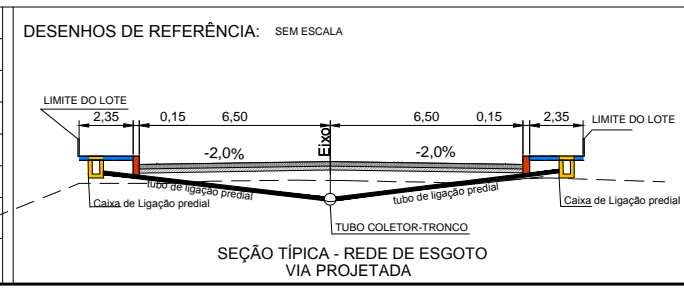 DESENHOS DE REFERÊNCIA: SEM ESCALA
LIMITE DO LOTE
2,35 0,15 6,50 6,50 0,15 2,35
LIMITE DO LOTE
Eixo
-2,0% -2,0%
tubo de ligação predial
tubo de ligação predial
Caixa de Ligação predial
Caixa de Ligação predial
TUBO COLETOR-TRONCO
SEÇÃO TÍPICA - REDE DE ESGOTO
VIA PROJETADA